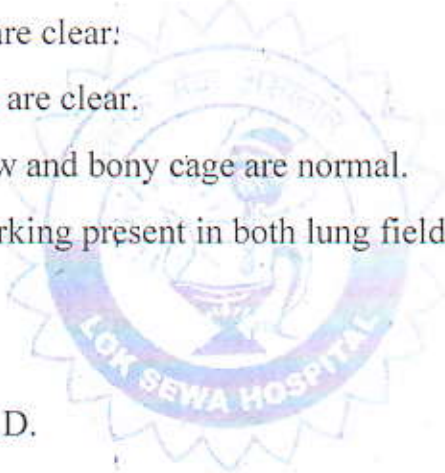 are clear.
are clear.
w and bony cage are normal.
rking present in both lung field
LOK SEWA HOSPITAL
D.